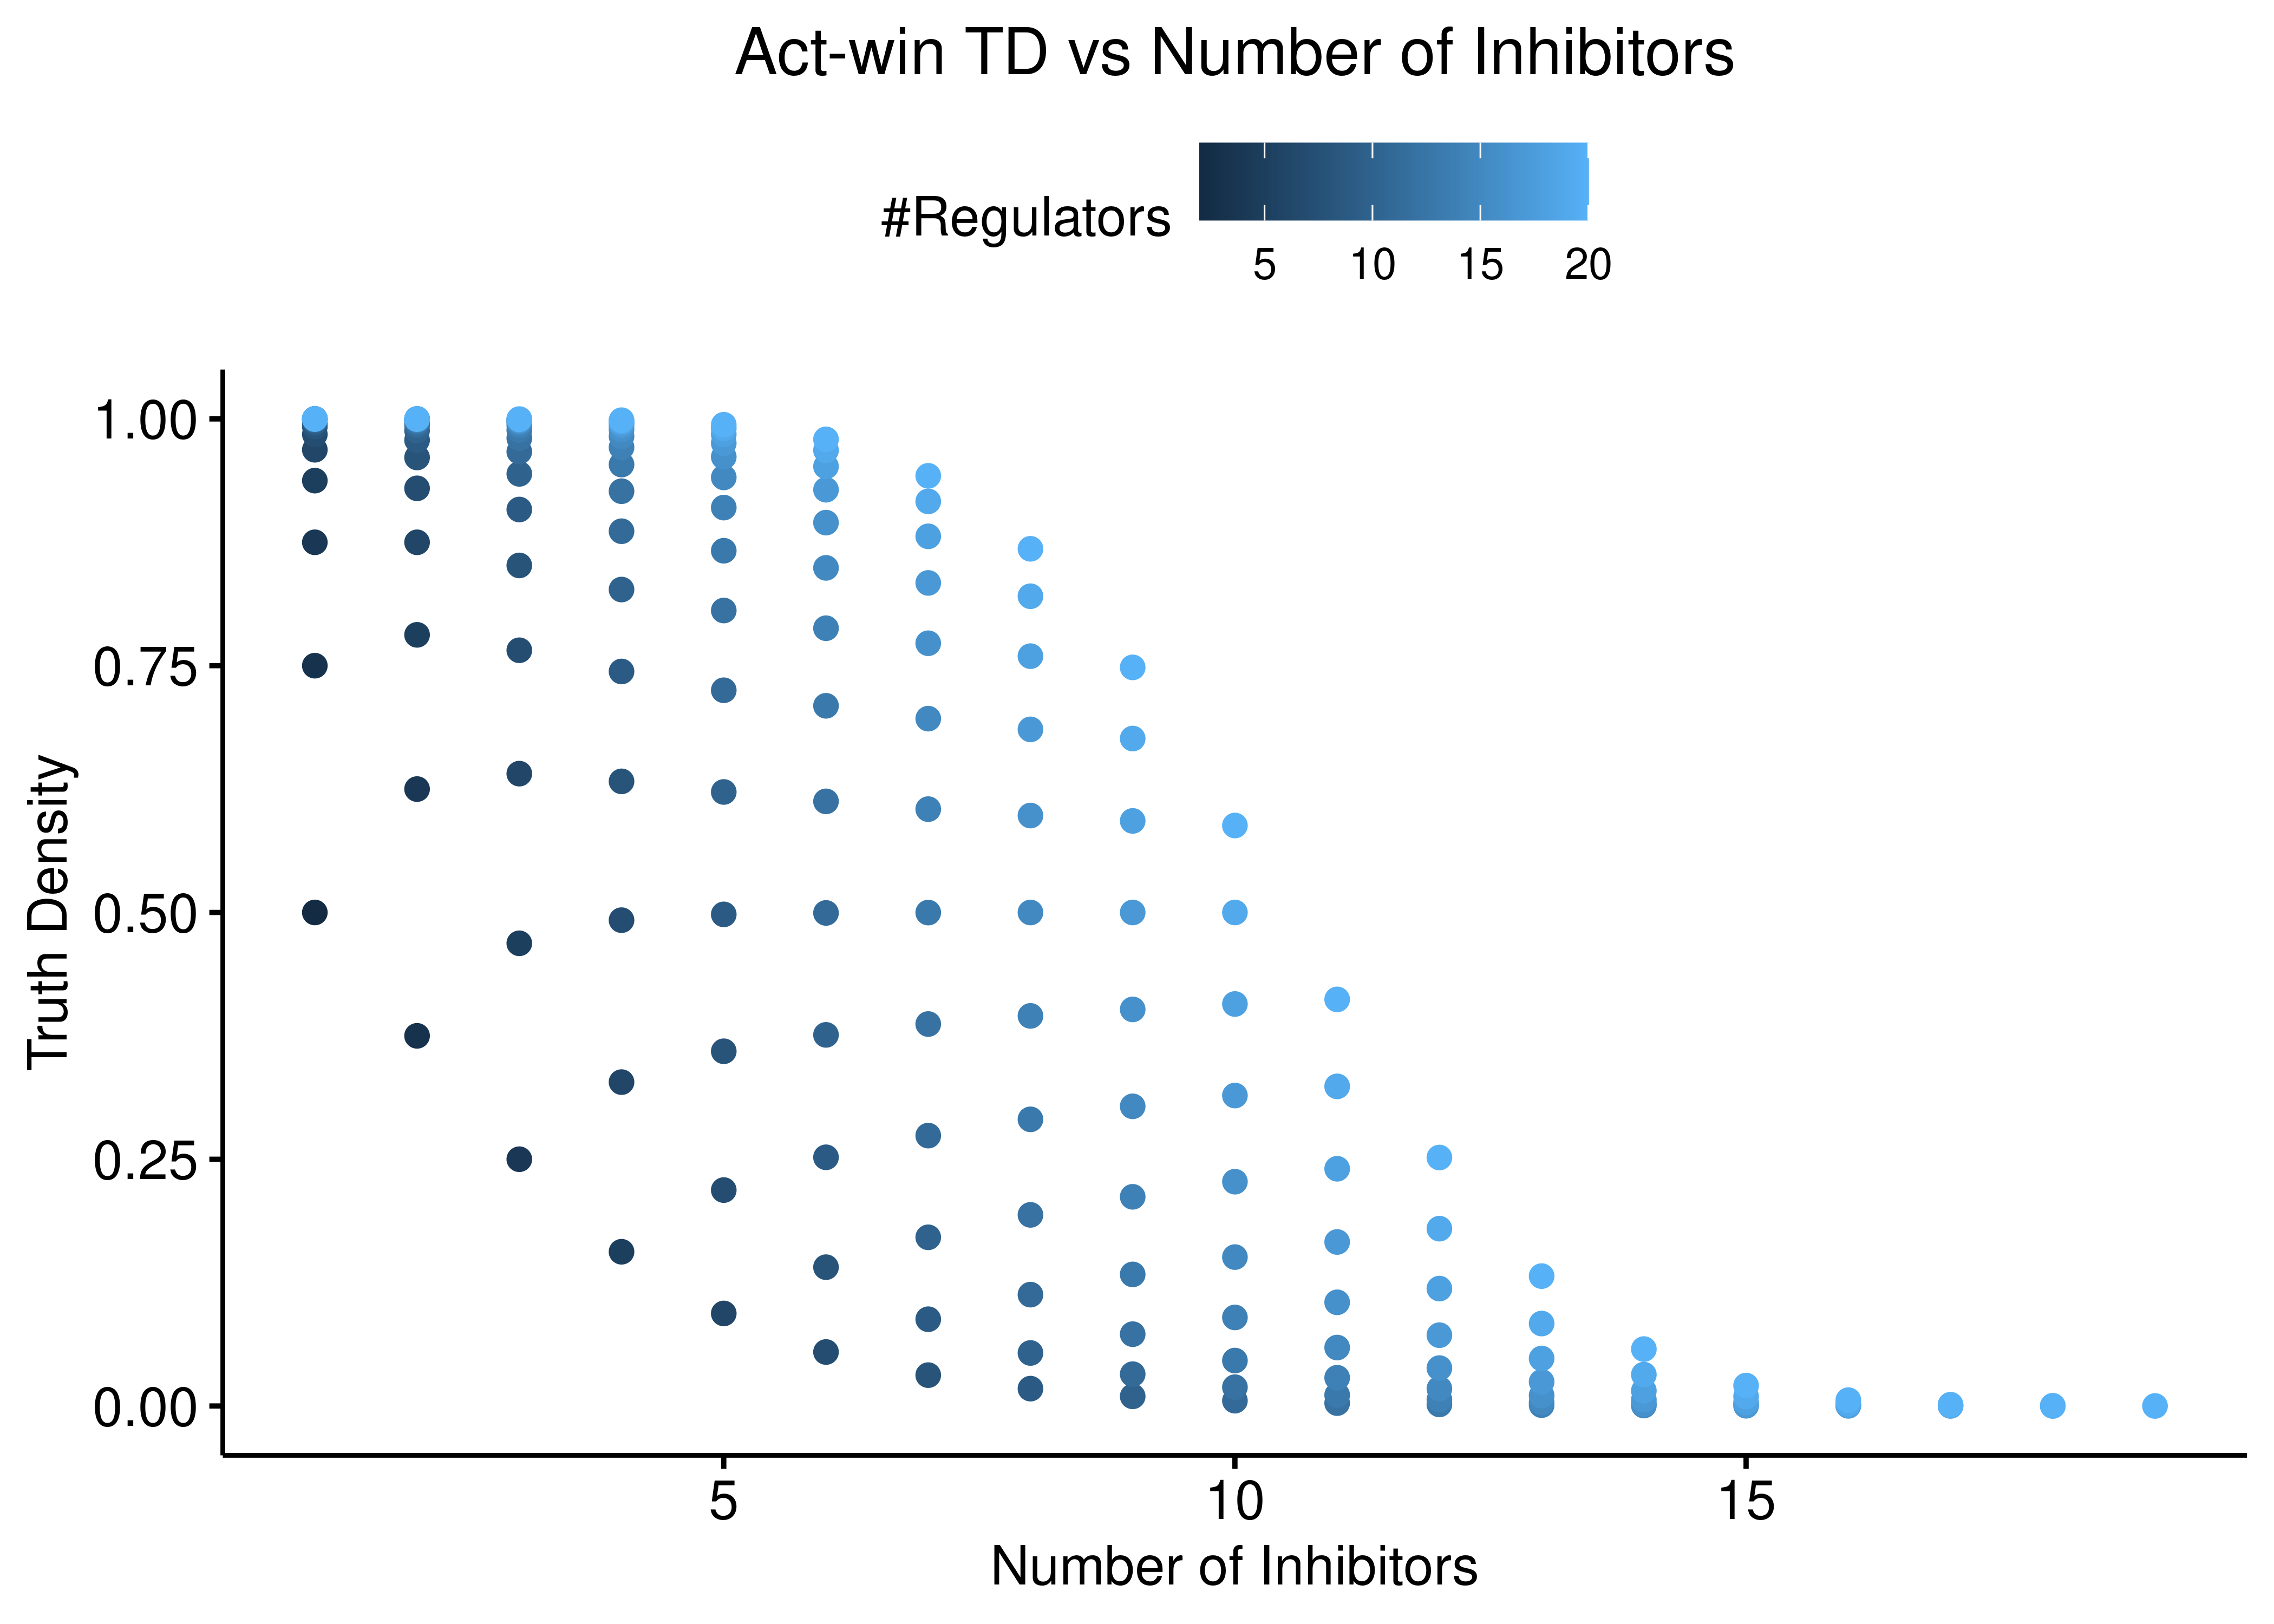 Act-win TD vs Number of Inhibitors
#Regulators
5 10 15 20
1.00
0.75
0.50
0.25
0.00
Truth Density
5 10 15
Number of Inhibitors